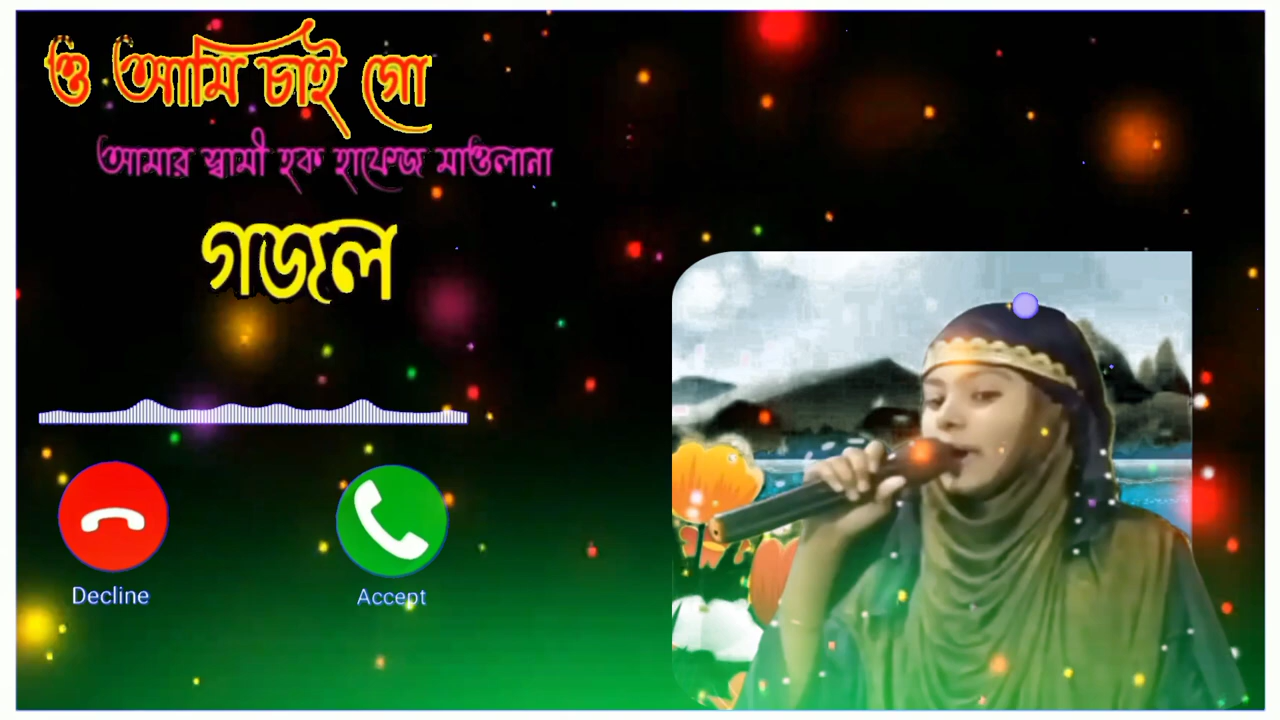 ও আমি চাই গো
আমার স্বামী হক হাফেজ মাওলানা
গজল
Decline
Accept